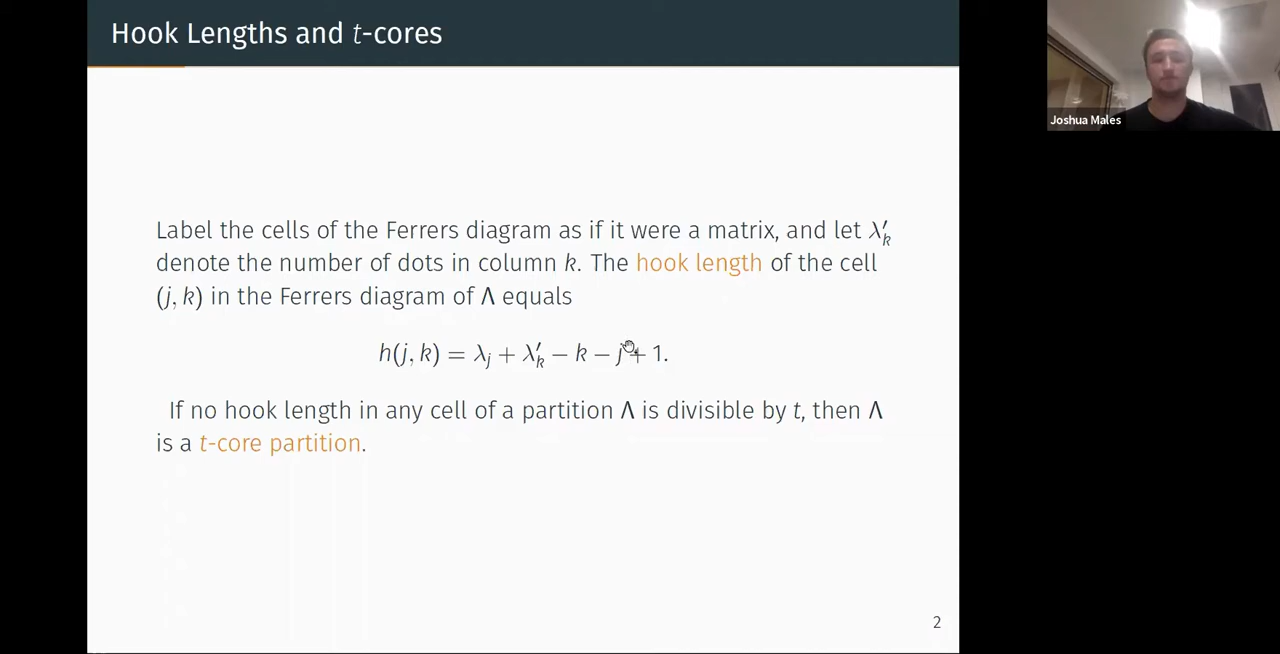 Hook Lengths and t-cores
Joshua Males
Label the cells of the Ferrers diagram as if it were a matrix, and let λ′ₖ
denote the number of dots in column k. The hook length of the cell
(j, k) in the Ferrers diagram of Λ equals
h(j, k) = λⱼ + λ′ₖ − k − j + 1.
If no hook length in any cell of a partition Λ is divisible by t, then Λ
is a t-core partition.
2